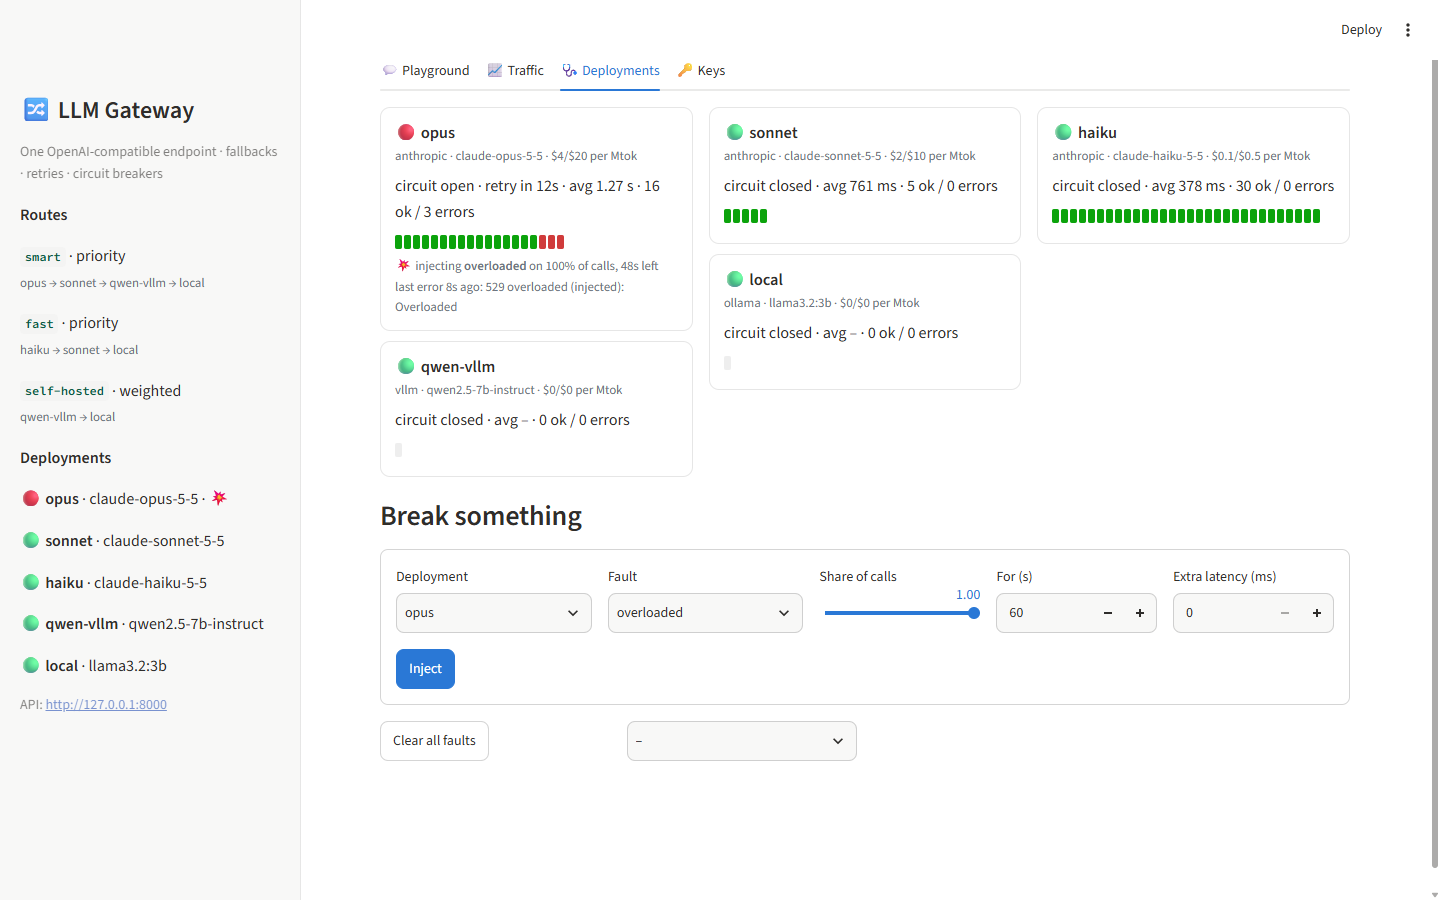 Deploy
LLM Gateway
One OpenAI-compatible endpoint · fallbacks
· retries · circuit breakers
Routes
smart · priority
opus → sonnet → qwen-vllm → local
fast · priority
haiku → sonnet → local
self-hosted · weighted
qwen-vllm → local
Deployments
opus · claude-opus-5-5 ·
sonnet · claude-sonnet-5-5
haiku · claude-haiku-5-5
qwen-vllm · qwen2.5-7b-instruct
local · llama3.2:3b
API: http://127.0.0.1:8000
Playground
Traffic
Deployments
Keys
opus
anthropic · claude-opus-5-5 · $4/$20 per Mtok
circuit open · retry in 12s · avg 1.27 s · 16
ok / 3 errors
injecting overloaded on 100% of calls, 48s left
last error 8s ago: 529 overloaded (injected):
Overloaded
sonnet
anthropic · claude-sonnet-5-5 · $2/$10 per Mtok
circuit closed · avg 761 ms · 5 ok / 0 errors
haiku
anthropic · claude-haiku-5-5 · $0.1/$0.5 per Mtok
circuit closed · avg 378 ms · 30 ok / 0 errors
qwen-vllm
vllm · qwen2.5-7b-instruct · $0/$0 per Mtok
circuit closed · avg – · 0 ok / 0 errors
local
ollama · llama3.2:3b · $0/$0 per Mtok
circuit closed · avg – · 0 ok / 0 errors
Break something
Deployment
opus
Fault
overloaded
Share of calls
1.00
For (s)
60
Extra latency (ms)
0
Inject
Clear all faults
–